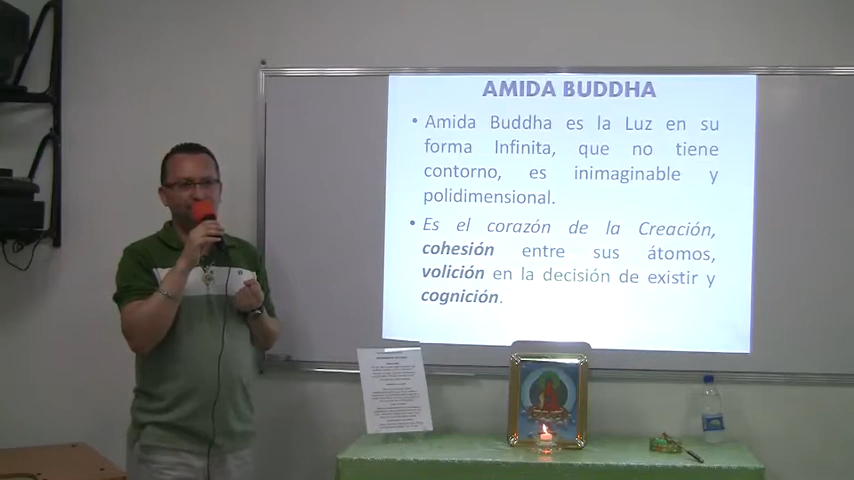 AMIDA BUDDHA
• Amida Buddha es la Luz en su
forma Infinita, que no tiene
contorno, es inimaginable y
polidimensional.
• Es el corazón de la Creación,
cohesión entre sus átomos,
volición en la decisión de existir y
cognición.